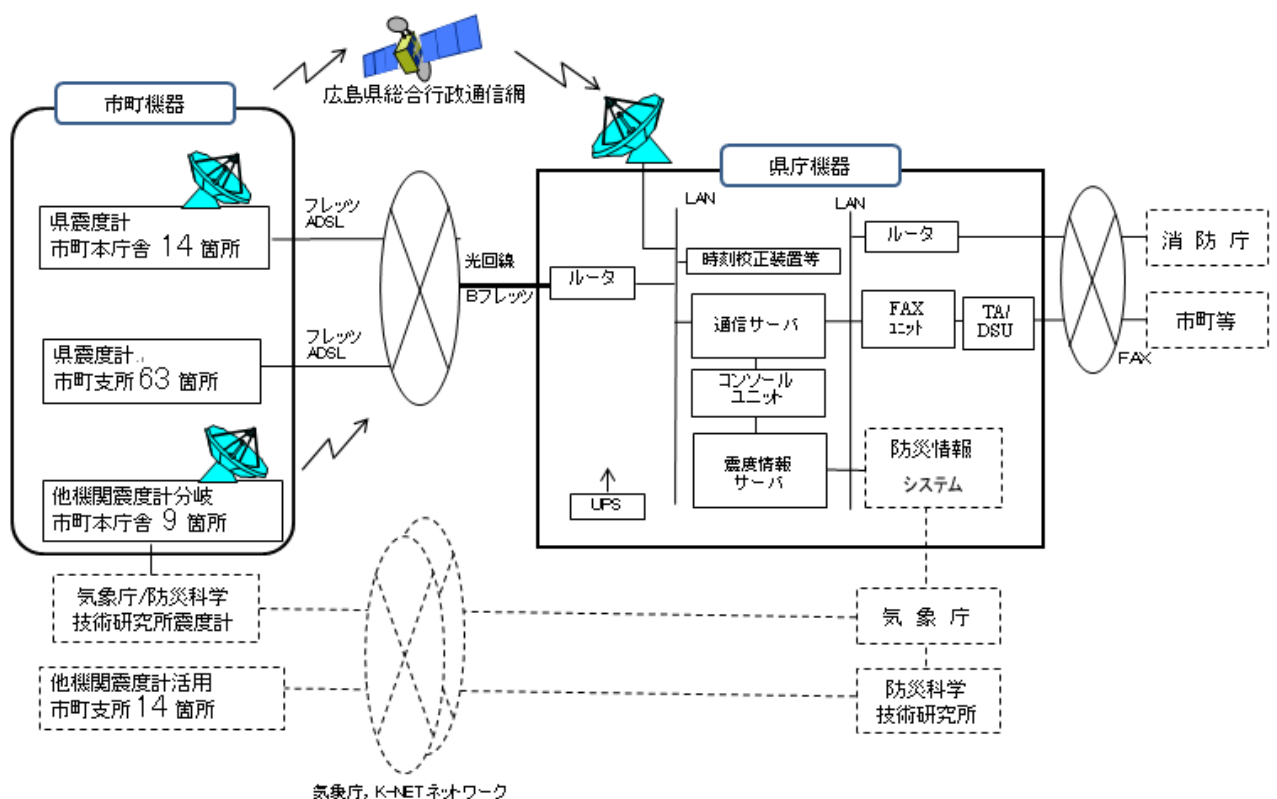 広島県総合行政通信網
市町機器
県震度計
市町本庁舎 14 箇所
フレッツ
ADSL
県震度計
市町支所 63 箇所
フレッツ
ADSL
他機関震度計分岐
市町本庁舎 9 箇所
光回線
Bフレッツ
県庁機器
LAN
LAN
ルータ
時刻校正装置等
通信サーバ
コンソール
ユニット
震度情報
サーバ
UPS
ルータ
FAX
ユニット
TA/
DSU
防災情報
システム
消防庁
市町等
FAX
気象庁/防災科学
技術研究所震度計
他機関震度計活用
市町支所 14 箇所
気象庁
防災科学
技術研究所
気象庁, K-NETネットワーク